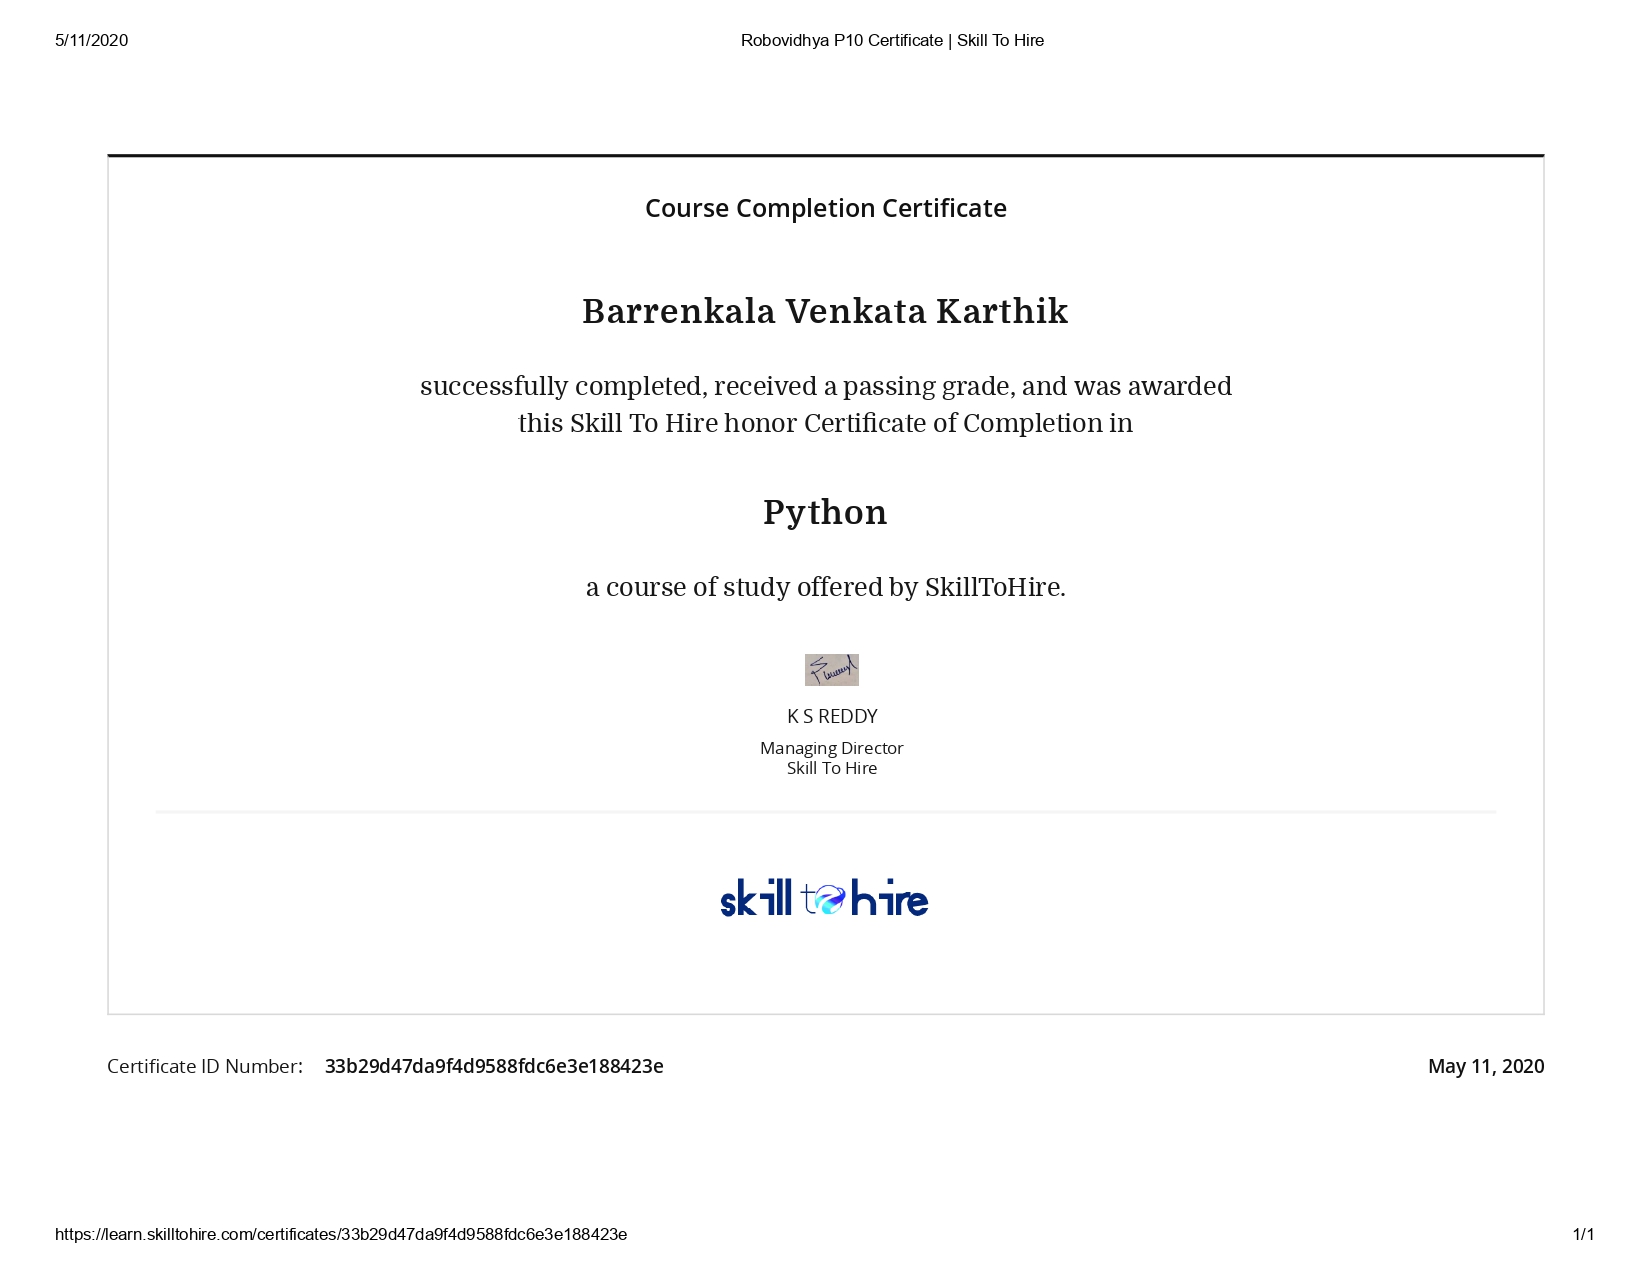 5/11/2020 Robovidhya P10 Certificate | Skill To Hire
Course Completion Certificate
Barrenkala Venkata Karthik
successfully completed, received a passing grade, and was awarded
this Skill To Hire honor Certificate of Completion in
Python
a course of study offered by SkillToHire.
K S REDDY
Managing Director
Skill To Hire
skill to hire
Certificate ID Number: 33b29d47da9f4d9588fdc6e3e188423e May 11, 2020
https://learn.skilltohire.com/certificates/33b29d47da9f4d9588fdc6e3e188423e 1/1